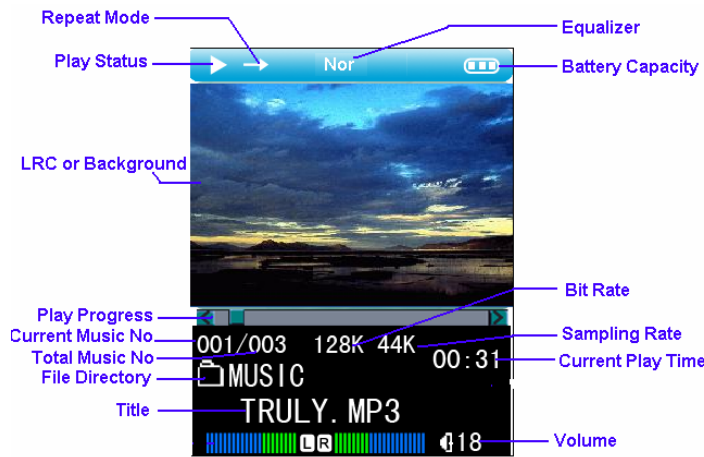 Repeat Mode
Equalizer
Play Status
Nor
Battery Capacity
LRC or Background
Bit Rate
Play Progress
Current Music No
001/003 128K 44K
Sampling Rate
Total Music No
00:31
Current Play Time
File Directory
MUSIC
Title
TRULY. MP3
L R
18
Volume